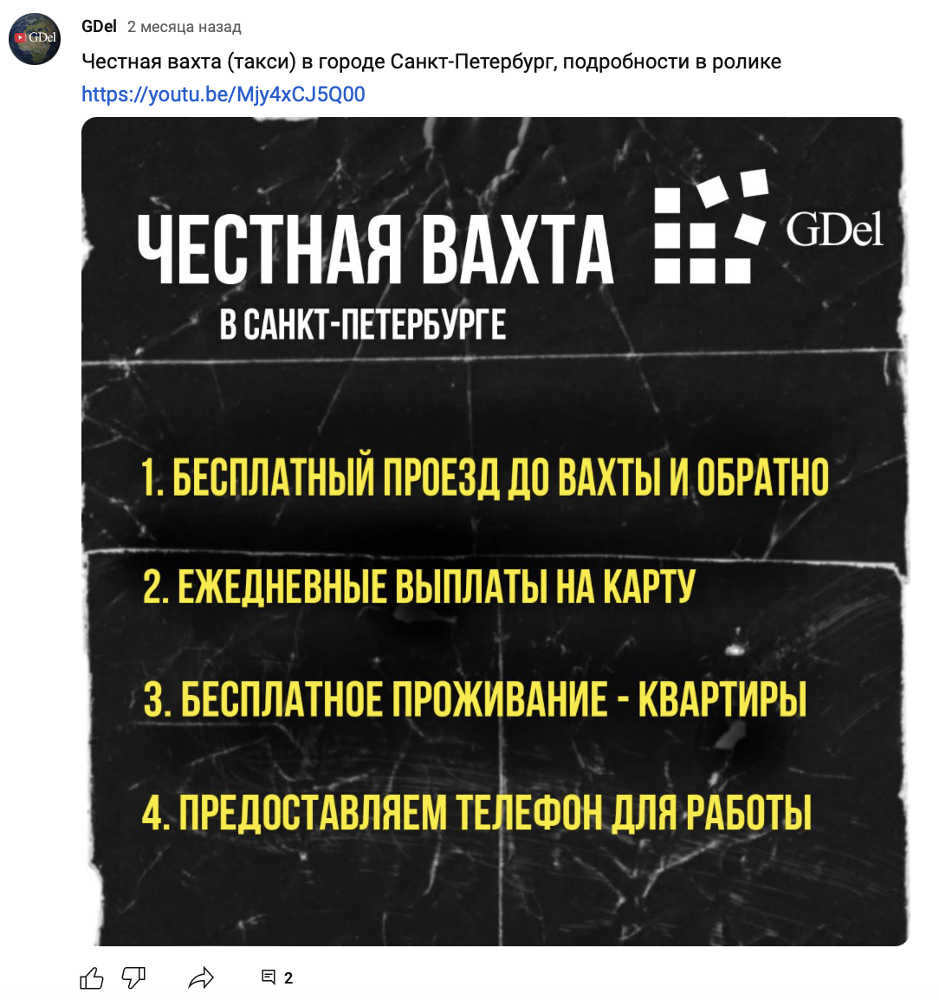 GDel 2 месяца назад
GDel
Честная вахта (такси) в городе Санкт-Петербург, подробности в ролике
https://youtu.be/Mjy4xCJ5Q00
ЧЕСТНАЯ ВАХТА
GDel
В САНКТ-ПЕТЕРБУРГЕ
1. БЕСПЛАТНЫЙ ПРОЕЗД ДО ВАХТЫ И ОБРАТНО
2. ЕЖЕДНЕВНЫЕ ВЫПЛАТЫ НА КАРТУ
3. БЕСПЛАТНОЕ ПРОЖИВАНИЕ - КВАРТИРЫ
4. ПРЕДОСТАВЛЯЕМ ТЕЛЕФОН ДЛЯ РАБОТЫ
2